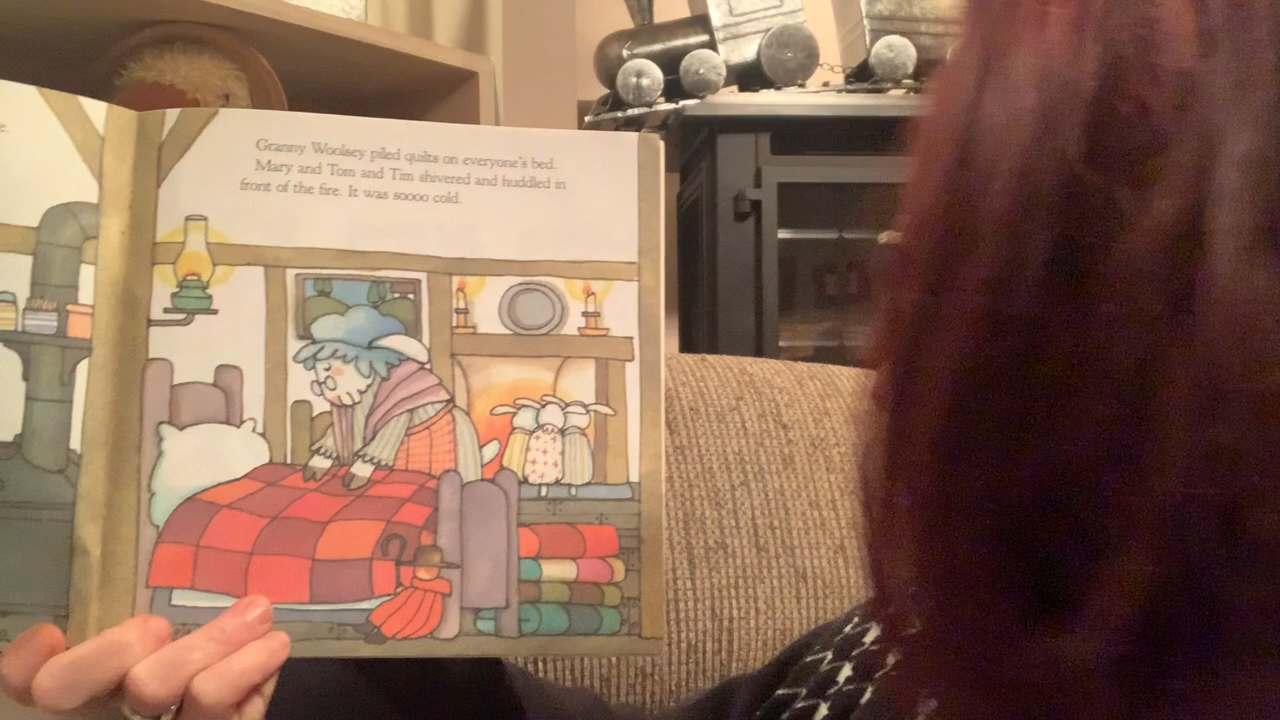 e.
Granny Woolsey piled quilts on everyone's bed.
Mary and Tom and Tim shivered and huddled in
front of the fire. It was soooo cold.